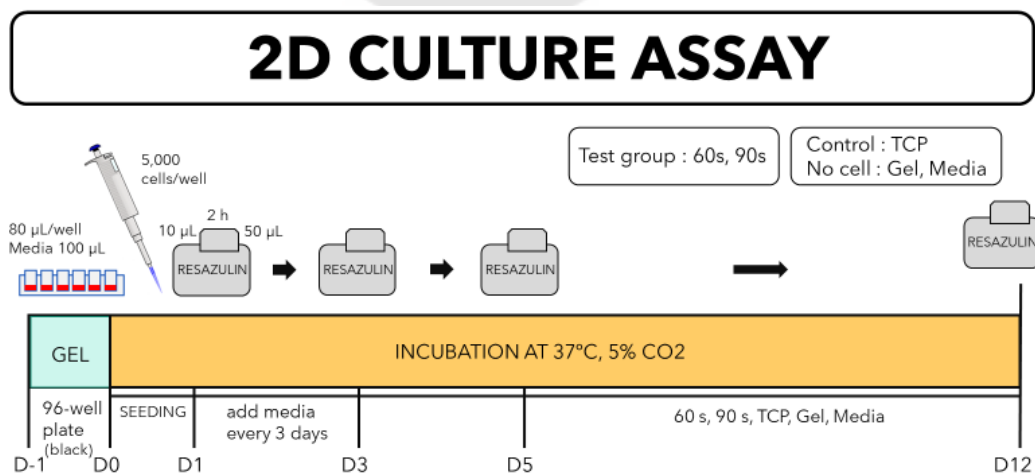 2D CULTURE ASSAY
Test group : 60s, 90s
Control : TCP
No cell : Gel, Media
5,000
cells/well
80 µL/well
Media 100 µL
2 h
10 µL
50 µL
RESAZULIN
RESAZULIN
RESAZULIN
RESAZULIN
GEL
INCUBATION AT 37ºC, 5% CO2
96-well
plate
(black)
SEEDING
add media
every 3 days
60 s, 90 s, TCP, Gel, Media
D-1
D0
D1
D3
D5
D12